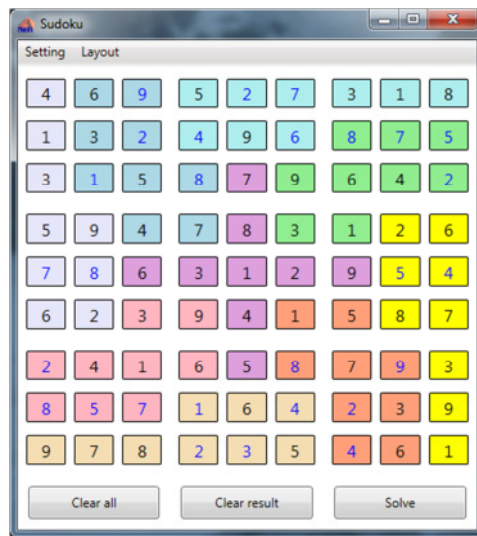 Sudoku
Setting Layout
4 6 9 5 2 7 3 1 8
1 3 2 4 9 6 8 7 5
3 1 5 8 7 9 6 4 2
5 9 4 7 8 3 1 2 6
7 8 6 3 1 2 9 5 4
6 2 3 9 4 1 5 8 7
2 4 1 6 5 8 7 9 3
8 5 7 1 6 4 2 3 9
9 7 8 2 3 5 4 6 1
Clear all Clear result Solve